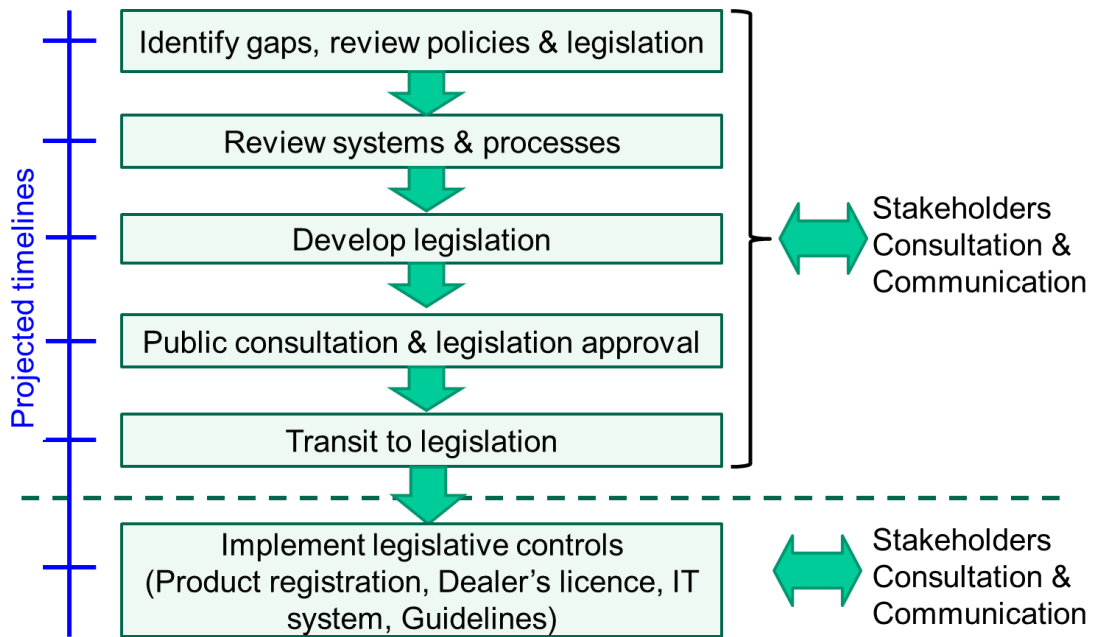 Projected timelines
Identify gaps, review policies & legislation
Review systems & processes
Develop legislation
Public consultation & legislation approval
Transit to legislation
Stakeholders
Consultation &
Communication
Implement legislative controls
(Product registration, Dealer’s licence, IT
system, Guidelines)
Stakeholders
Consultation &
Communication